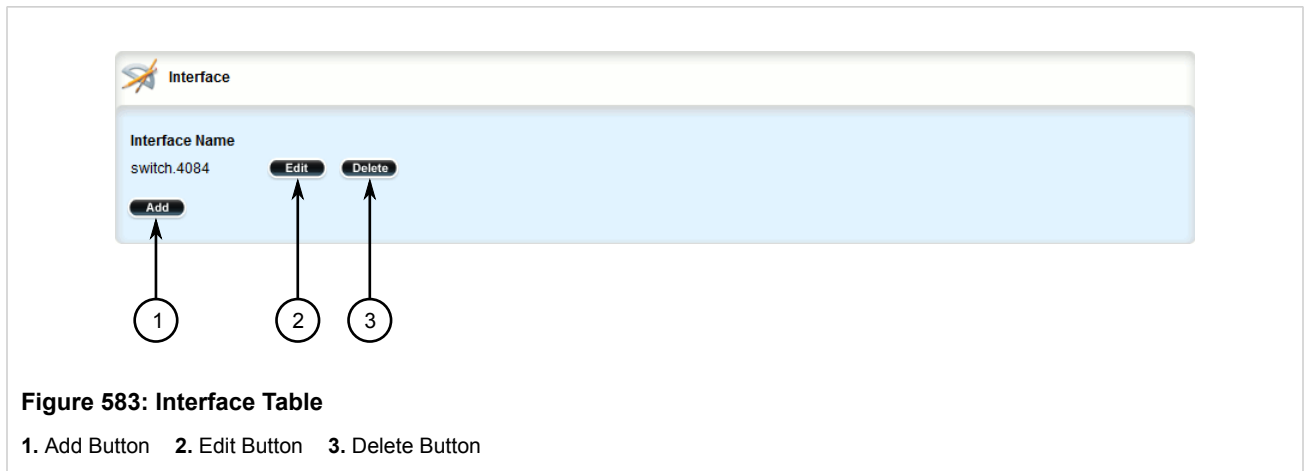 Interface
Interface Name
switch.4084 Edit Delete
Add
1 2 3
Figure 583: Interface Table
1. Add Button 2. Edit Button 3. Delete Button